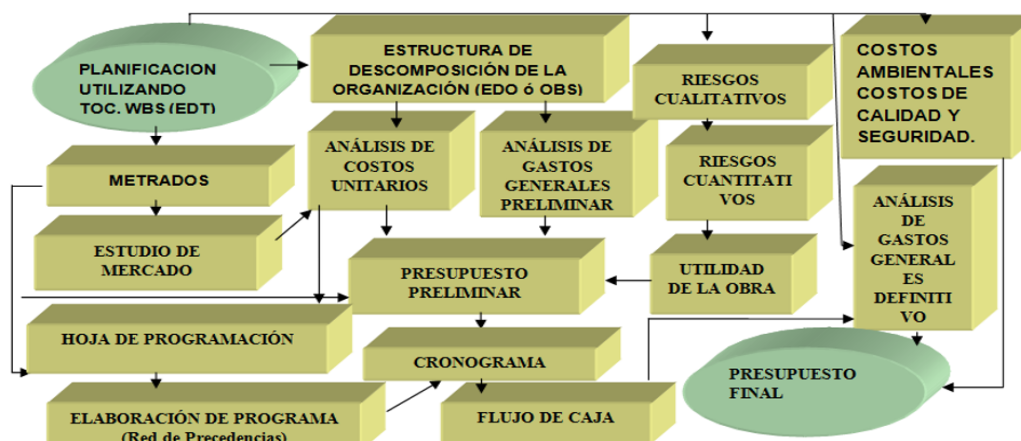 PLANIFICACION
UTILIZANDO
TOC. WBS (EDT)
ESTRUCTURA DE
DESCOMPOSICIÓN DE LA
ORGANIZACIÓN (EDO ó OBS)
RIESGOS
CUALITATIVOS
COSTOS
AMBIENTALES
COSTOS DE
CALIDAD Y
SEGURIDAD.
METRADOS
ANÁLISIS DE
COSTOS
UNITARIOS
ANÁLISIS DE
GASTOS
GENERALES
PRELIMINAR
RIESGOS
CUANTITATI
VOS
ANÁLISIS
DE
GASTOS
GENERAL
ES
DEFINITI
VO
ESTUDIO DE
MERCADO
PRESUPUESTO
PRELIMINAR
UTILIDAD
DE LA OBRA
HOJA DE PROGRAMACIÓN
CRONOGRAMA
PRESUPUESTO
FINAL
ELABORACIÓN DE PROGRAMA
(Red de Precedencias)
FLUJO DE CAJA